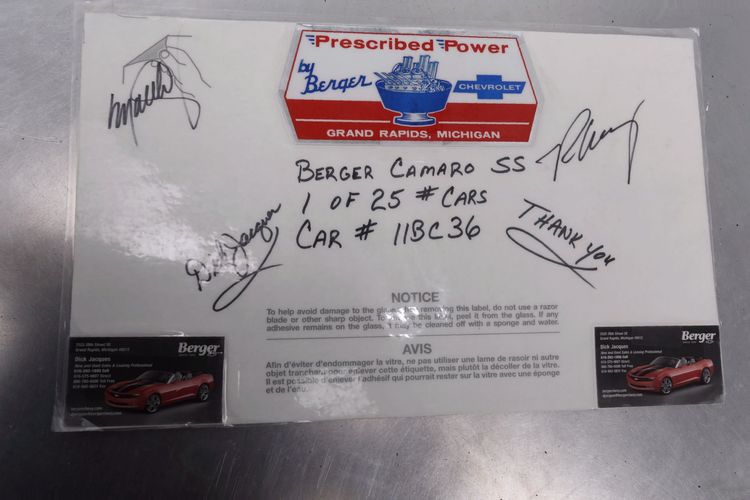 Prescribed Power
by Berger
CHEVROLET
GRAND RAPIDS, MICHIGAN
BERGER CAMARO SS
1 OF 25 # CARS
CAR # 11BC36
THANK YOU
Dick Jacques
NOTICE
To help avoid damage to the glass when removing this label, do not use a razor
blade or other sharp object. To remove this label, peel it from the glass. If any
adhesive remains on the glass, it may be cleaned off with a sponge and water.
AVIS
Afin d'éviter d'endommager la vitre, ne pas utiliser une lame de rasoir ni autre
objet tranchant pour enlever cette étiquette, mais plutôt la décoller de la vitre.
Il est possible d'enlever l'adhésif qui pourrait rester sur la vitre avec une éponge
et de l'eau.
Berger
Dick Jacques
Berger
Dick Jacques